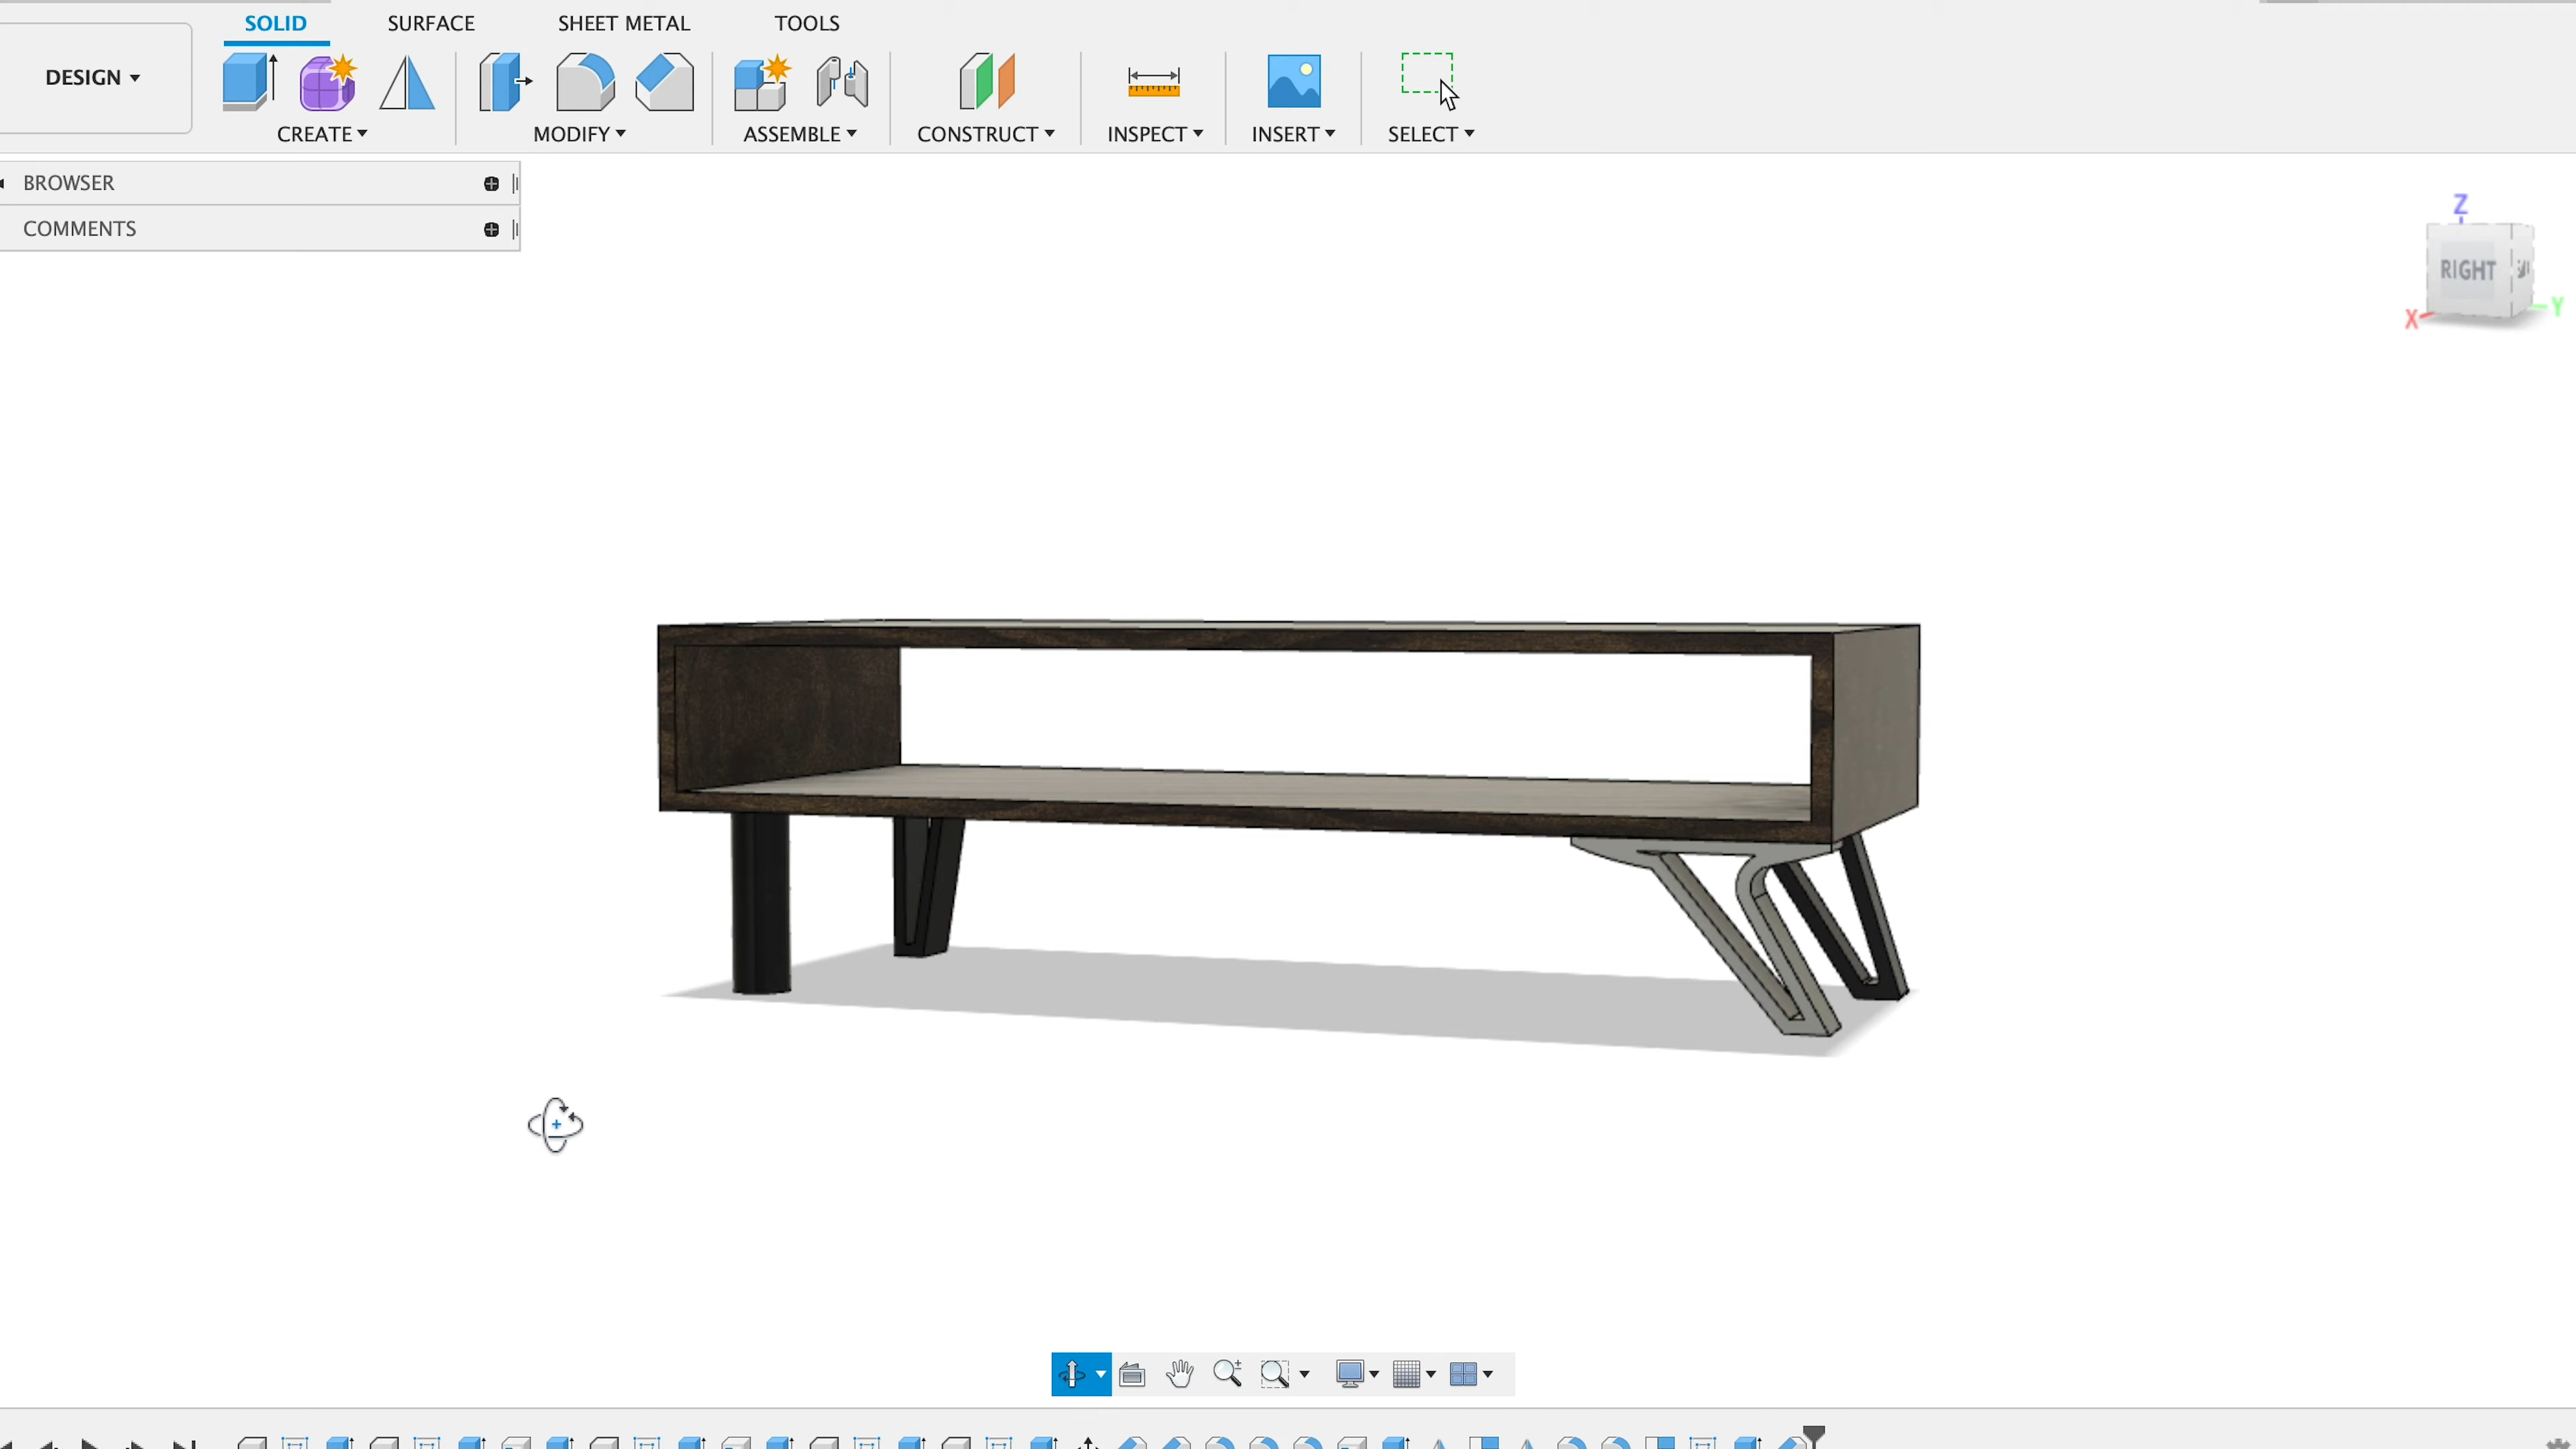 SOLID SURFACE SHEET METAL TOOLS
DESIGN
CREATE MODIFY ASSEMBLE CONSTRUCT INSPECT INSERT SELECT
BROWSER
COMMENTS
Z
RIGHT
X
Y